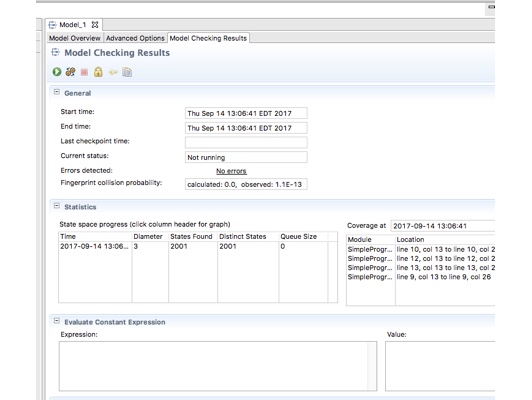 Model_1
Model Overview Advanced Options Model Checking Results
Model Checking Results
General
Start time: Thu Sep 14 13:06:41 EDT 2017
End time: Thu Sep 14 13:06:41 EDT 2017
Last checkpoint time:
Current status: Not running
Errors detected: No errors
Fingerprint collision probability: calculated: 0.0, observed: 1.1E-13
Statistics
State space progress (click column header for graph)
Time Diameter States Found Distinct States Queue Size
2017-09-14 13:06... 3 2001 2001 0
Coverage at 2017-09-14 13:06:41
Module Location
SimpleProgr... line 10, col 13 to line 10, col 2
SimpleProgr... line 12, col 13 to line 12, col 2
SimpleProgr... line 13, col 13 to line 13, col 2
SimpleProgr... line 9, col 13 to line 9, col 26
Evaluate Constant Expression
Expression: Value: